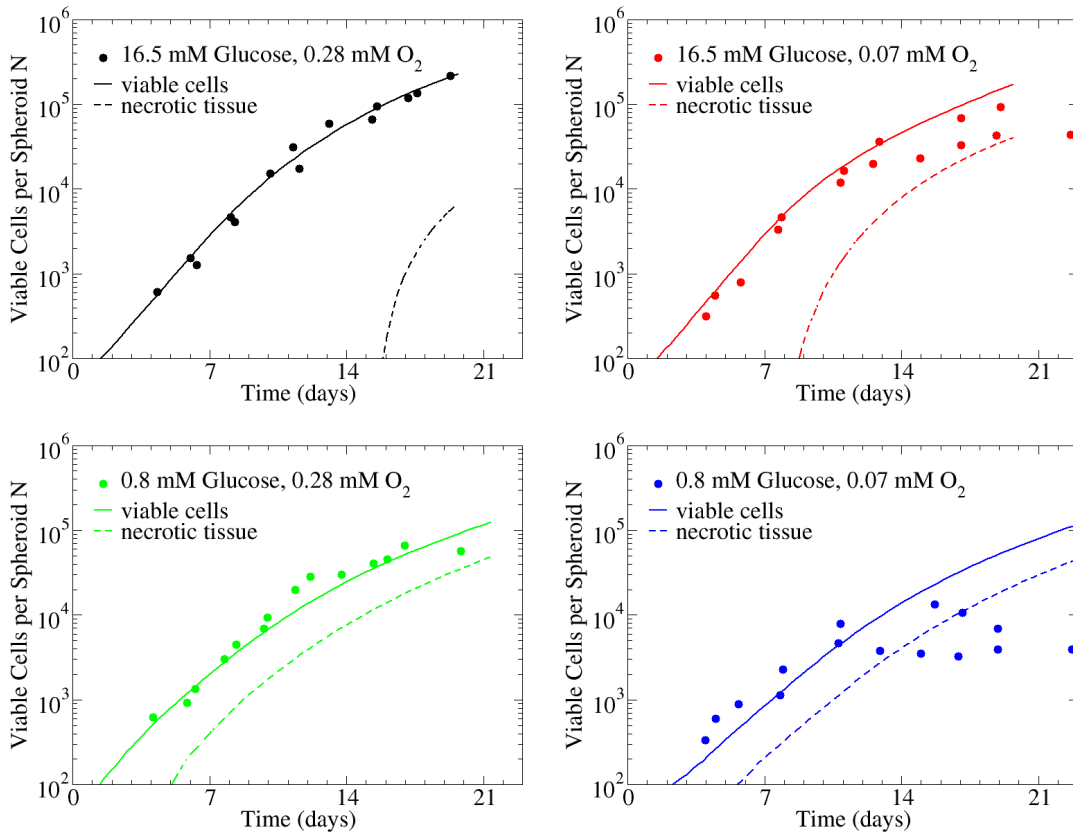 10^6
10^5
10^4
10^3
10^2
Viable Cells per Spheroid N
16.5 mM Glucose, 0.28 mM O_2
viable cells
necrotic tissue
0
7
14
21
Time (days)
10^6
10^5
10^4
10^3
10^2
Viable Cells per Spheroid N
16.5 mM Glucose, 0.07 mM O_2
viable cells
necrotic tissue
0
7
14
21
Time (days)
10^6
10^5
10^4
10^3
10^2
Viable Cells per Spheroid N
0.8 mM Glucose, 0.28 mM O_2
viable cells
necrotic tissue
0
7
14
21
Time (days)
10^6
10^5
10^4
10^3
10^2
Viable Cells per Spheroid N
0.8 mM Glucose, 0.07 mM O_2
viable cells
necrotic tissue
0
7
14
21
Time (days)